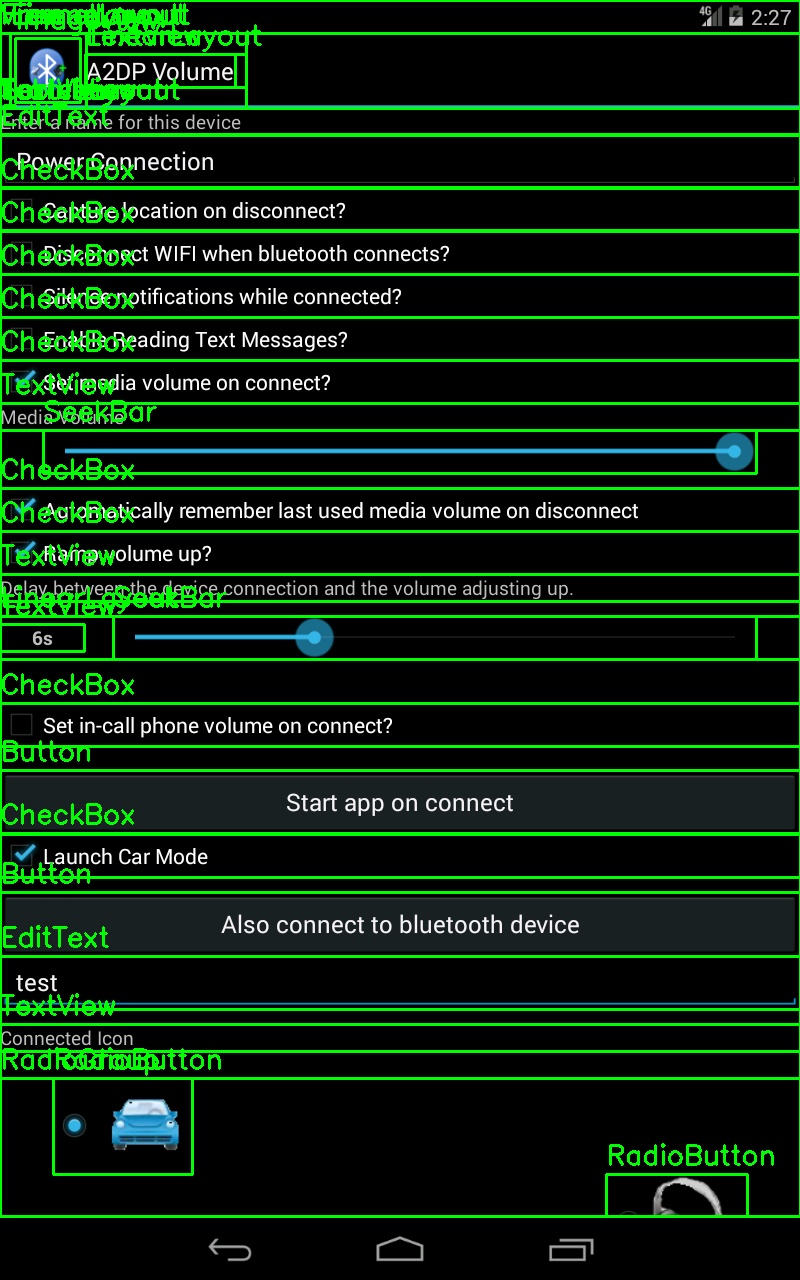 4G 2:27
TextView
A2DP Volume
EditText
Enter a name for this device
Power Connection
CheckBox
Capture location on disconnect?
CheckBox
Disconnect WIFI when bluetooth connects?
CheckBox
Silence notifications while connected?
CheckBox
Enable Reading Text Messages?
CheckBox
Set media volume on connect?
TextView
SeekBar
Media Volume
CheckBox
Automatically remember last used media volume on disconnect
CheckBox
Ramp volume up?
TextView
Delay between the device connection and the volume adjusting up.
LinearLayout SeekBar
TextView
6s
CheckBox
Set in-call phone volume on connect?
Button
Start app on connect
CheckBox
Launch Car Mode
Button
Also connect to bluetooth device
EditText
test
TextView
Connected Icon
RadioGroup RadioButton
RadioButton